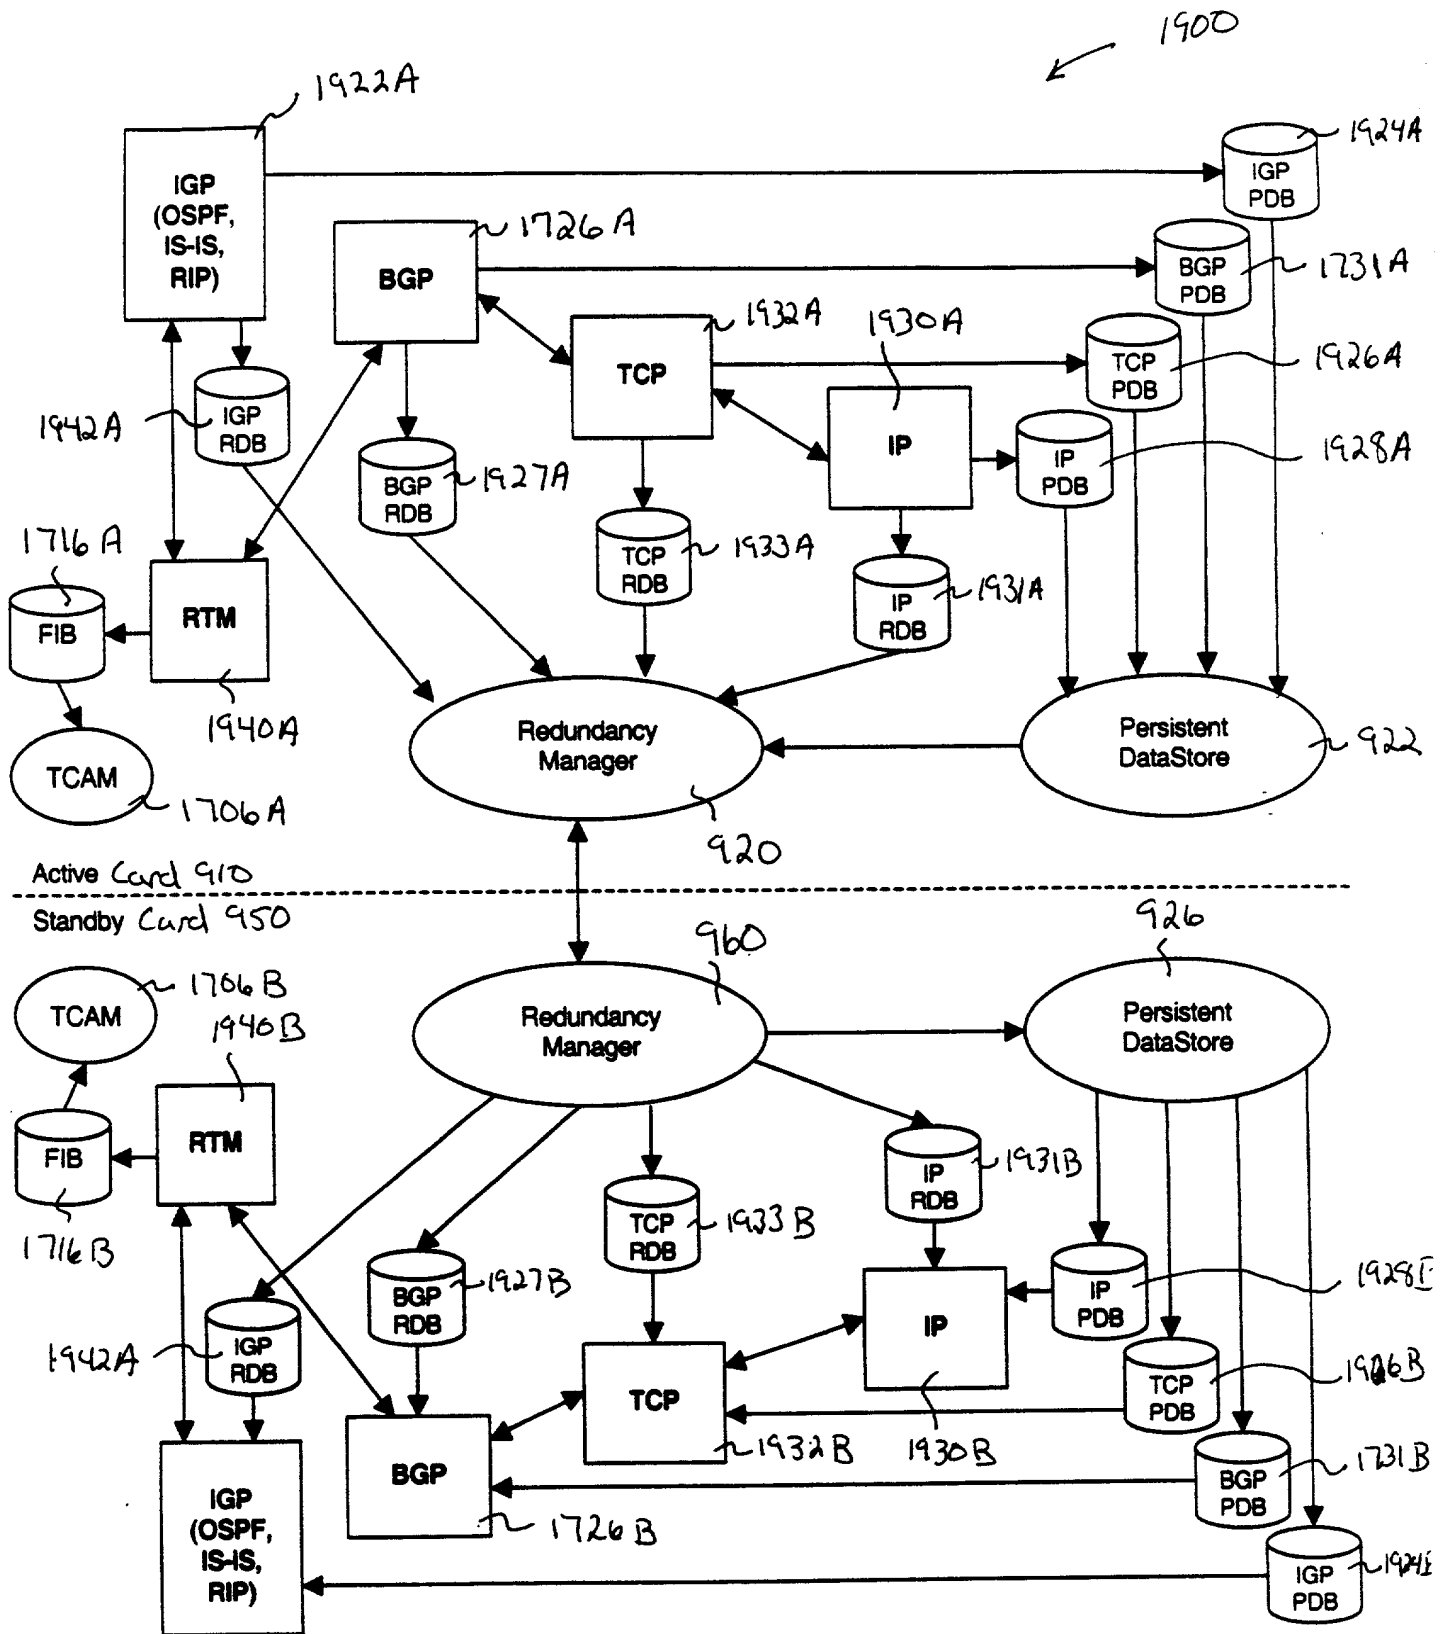 1900
1922A
1924A
IGP
(OSPF,
IS-IS,
RIP)
IGP
PDB
1726A
BGP
BGP
PDB
1731A
1932A
1930A
TCP
TCP
PDB
1926A
1942A
IGP
RDB
IP
IP
PDB
1928A
BGP
RDB
1927A
1716A
TCP
RDB
1933A
IP
RDB
1931A
FIB
RTM
1940A
Redundancy
Manager
Persistent
DataStore
922
TCAM
1706A
920
Active Card 910
Standby Card 950
960
926
1706B
TCAM
1940B
Redundancy
Manager
Persistent
DataStore
RTM
FIB
1716B
IP
RDB
1931B
TCP
RDB
1933B
BGP
RDB
1927B
IP
PDB
1928B
IP
1942A
IGP
RDB
TCP
TCP
PDB
1926B
1932B
1930B
BGP
1726B
BGP
PDB
1731B
IGP
(OSPF,
IS-IS,
RIP)
IGP
PDB
1924B